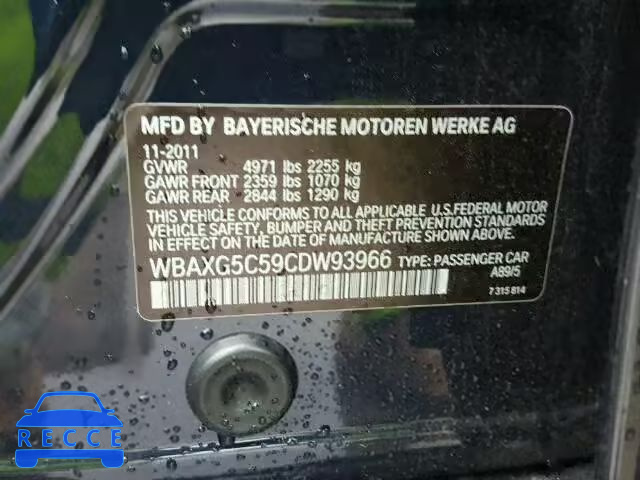 MFD BY BAYERISCHE MOTOREN WERKE AG
11-2011
GVWR 4971 lbs 2255 kg
GAWR FRONT 2359 lbs 1070 kg
GAWR REAR 2844 lbs 1290 kg
THIS VEHICLE CONFORMS TO ALL APPLICABLE U.S.FEDERAL MOTOR
VEHICLE SAFETY, BUMPER AND THEFT PREVENTION STANDARDS
IN EFFECT ON THE DATE OF MANUFACTURE SHOWN ABOVE.
WBAXG5C59CDW93966 TYPE: PASSENGER CAR
A89/5
7 315 814
RECCE